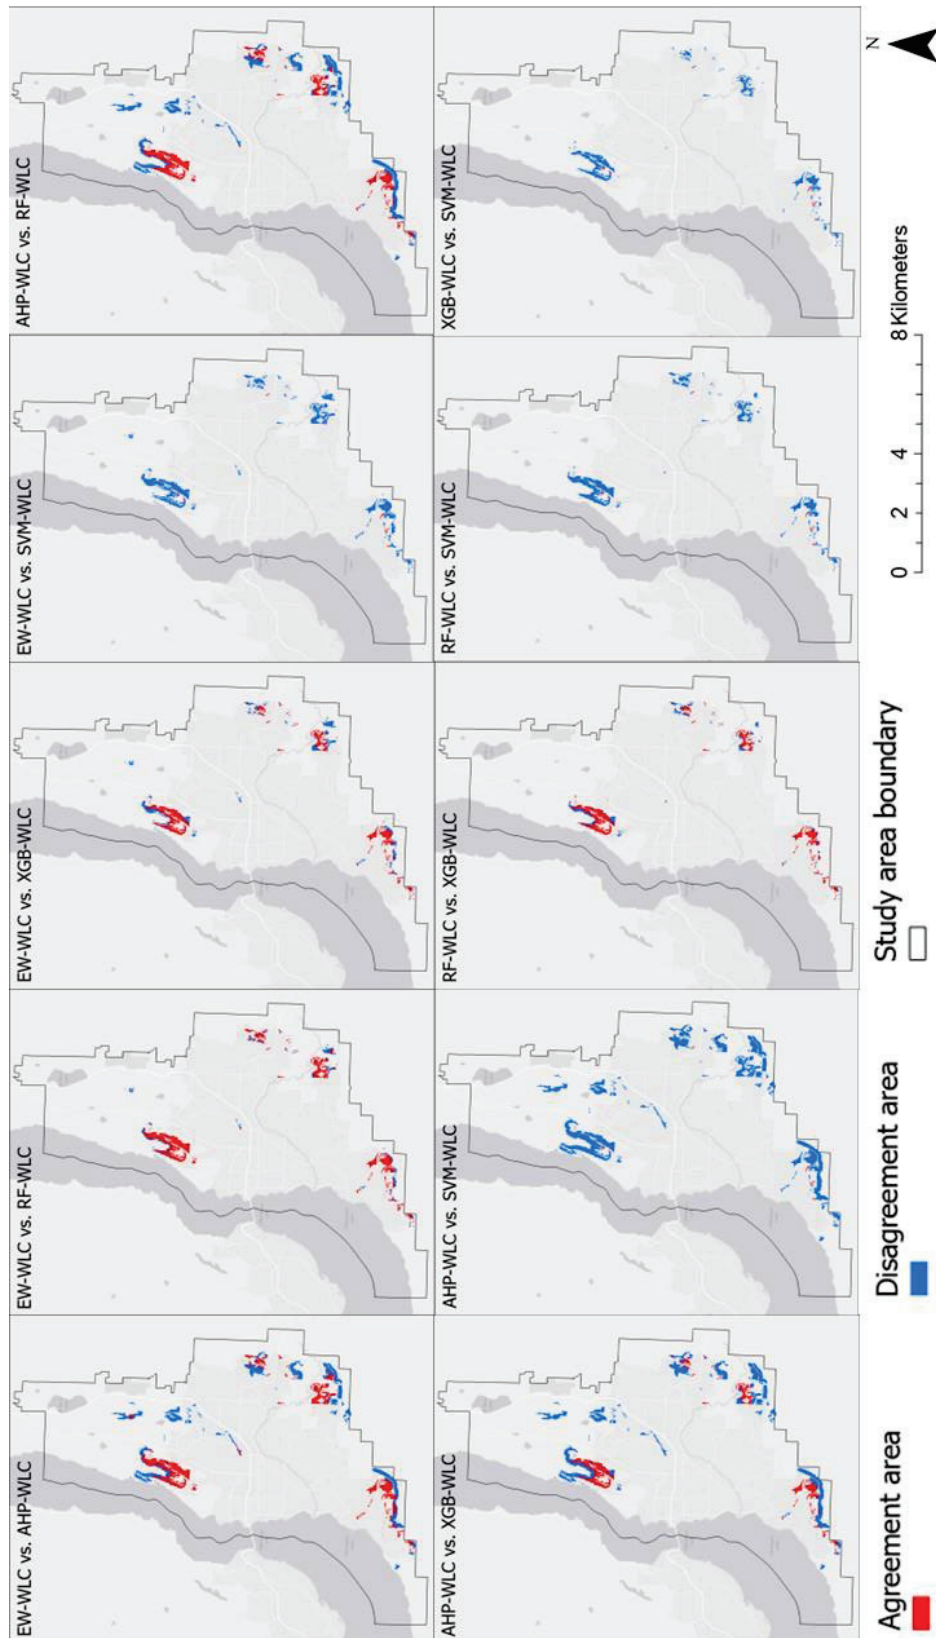 EW-WLC vs. AHP-WLC
EW-WLC vs. RF-WLC
EW-WLC vs. XGB-WLC
EW-WLC vs. SVM-WLC
AHP-WLC vs. RF-WLC
AHP-WLC vs. XGB-WLC
AHP-WLC vs. SVM-WLC
RF-WLC vs. XGB-WLC
RF-WLC vs. SVM-WLC
XGB-WLC vs. SVM-WLC
N
Agreement area
Disagreement area
Study area boundary
0 2 4 8 Kilometers